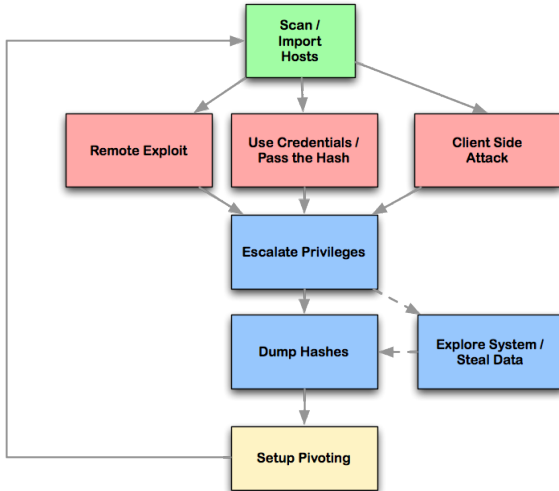 Scan /
Import
Hosts
Remote Exploit
Use Credentials /
Pass the Hash
Client Side
Attack
Escalate Privileges
Dump Hashes
Explore System /
Steal Data
Setup Pivoting